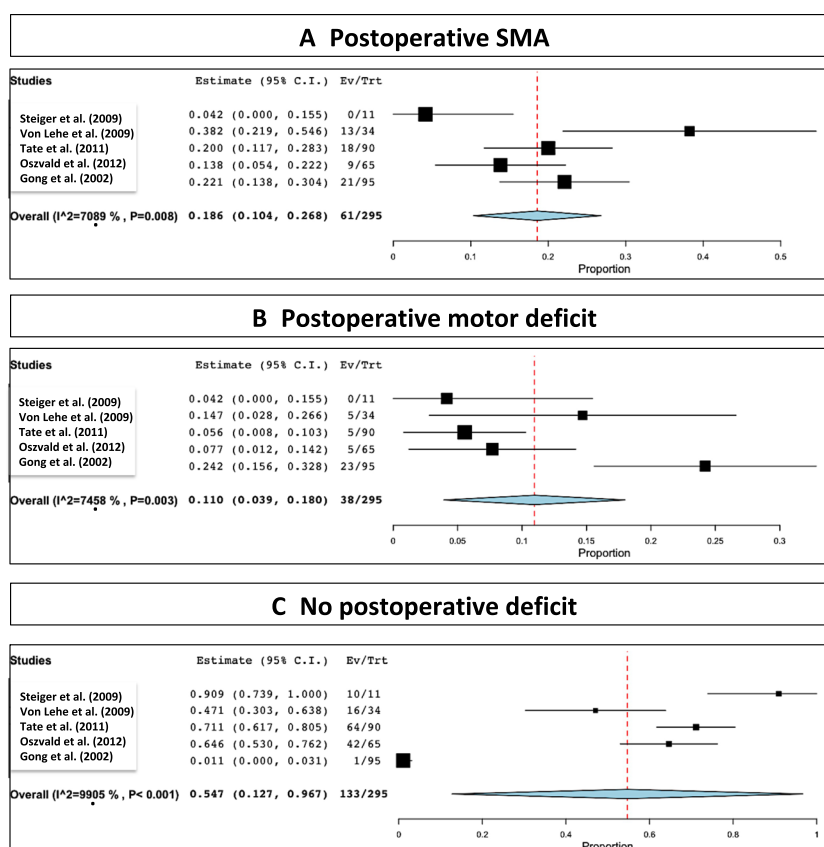 A Postoperative SMA
Studies Estimate (95% C.I.) Ev/Trt
Steiger et al. (2009) 0.042 (0.000, 0.155) 0/11
Von Lehe et al. (2009) 0.382 (0.219, 0.546) 13/34
Tate et al. (2011) 0.200 (0.117, 0.283) 18/90
Oszvald et al. (2012) 0.138 (0.054, 0.222) 9/65
Gong et al. (2002) 0.221 (0.138, 0.304) 21/95
Overall (I^2=7089 % , P=0.008) 0.186 (0.104, 0.268) 61/295
0 0.1 0.2 0.3 0.4 0.5
Proportion
B Postoperative motor deficit
Studies Estimate (95% C.I.) Ev/Trt
Steiger et al. (2009) 0.042 (0.000, 0.155) 0/11
Von Lehe et al. (2009) 0.147 (0.028, 0.266) 5/34
Tate et al. (2011) 0.056 (0.008, 0.103) 5/90
Oszvald et al. (2012) 0.077 (0.012, 0.142) 5/65
Gong et al. (2002) 0.242 (0.156, 0.328) 23/95
Overall (I^2=7458 % , P=0.003) 0.110 (0.039, 0.180) 38/295
0 0.05 0.1 0.15 0.2 0.25 0.3
Proportion
C No postoperative deficit
Studies Estimate (95% C.I.) Ev/Trt
Steiger et al. (2009) 0.909 (0.739, 1.000) 10/11
Von Lehe et al. (2009) 0.471 (0.303, 0.638) 16/34
Tate et al. (2011) 0.711 (0.617, 0.805) 64/90
Oszvald et al. (2012) 0.646 (0.530, 0.762) 42/65
Gong et al. (2002) 0.011 (0.000, 0.031) 1/95
Overall (I^2=9905 % , P< 0.001) 0.547 (0.127, 0.967) 133/295
0 0.2 0.4 0.6 0.8 1
Proportion